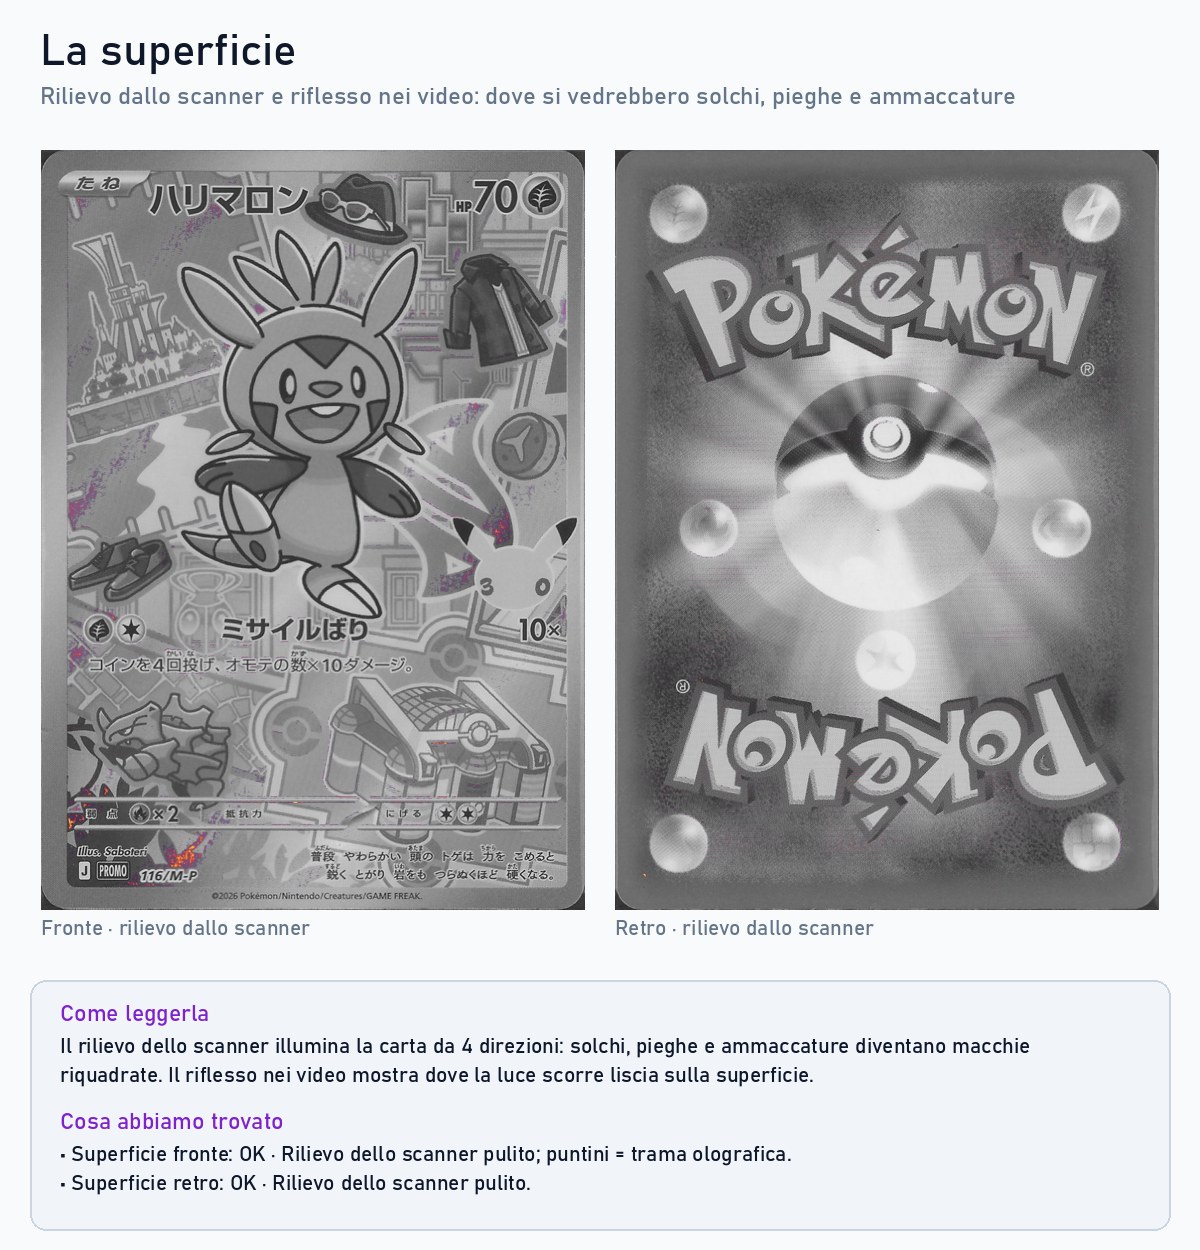 La superficie
Rilievo dallo scanner e riflesso nei video: dove si vedrebbero solchi, pieghe e ammaccature
たね
ハリマロン
HP70
ミサイルばり
10×
コインを4回投げ、オモテの数×10ダメージ。
弱点 ×2 抵抗力 にげる
Illus. Saboteri
J PROMO 116/M-P
頭の トゲは 力を こめると
普段 やわらかい
鋭く とがり 岩をも つらぬくほど 硬くなる。
©2026 Pokémon/Nintendo/Creatures/GAME FREAK.
POKéMON
®
®
POKéMON
Fronte · rilievo dallo scanner
Retro · rilievo dallo scanner
Come leggerla
Il rilievo dello scanner illumina la carta da 4 direzioni: solchi, pieghe e ammaccature diventano macchie
riquadrate. Il riflesso nei video mostra dove la luce scorre liscia sulla superficie.
Cosa abbiamo trovato
• Superficie fronte: OK · Rilievo dello scanner pulito; puntini = trama olografica.
• Superficie retro: OK · Rilievo dello scanner pulito.